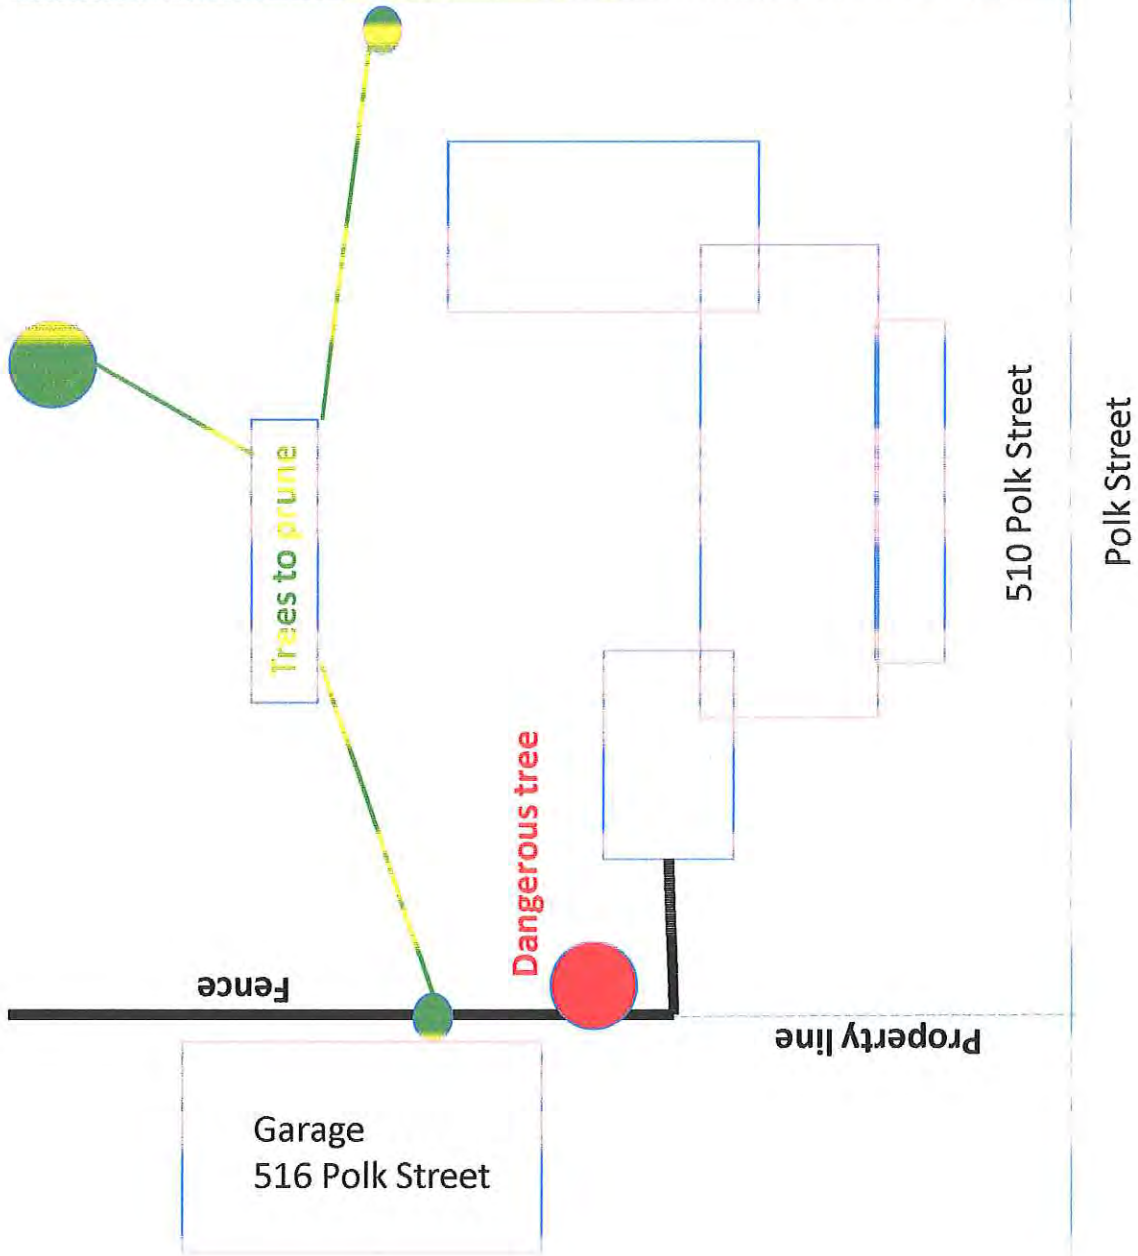 Trees to prune
Dangerous tree
Fence
Property line
Garage
516 Polk Street
510 Polk Street
Polk Street